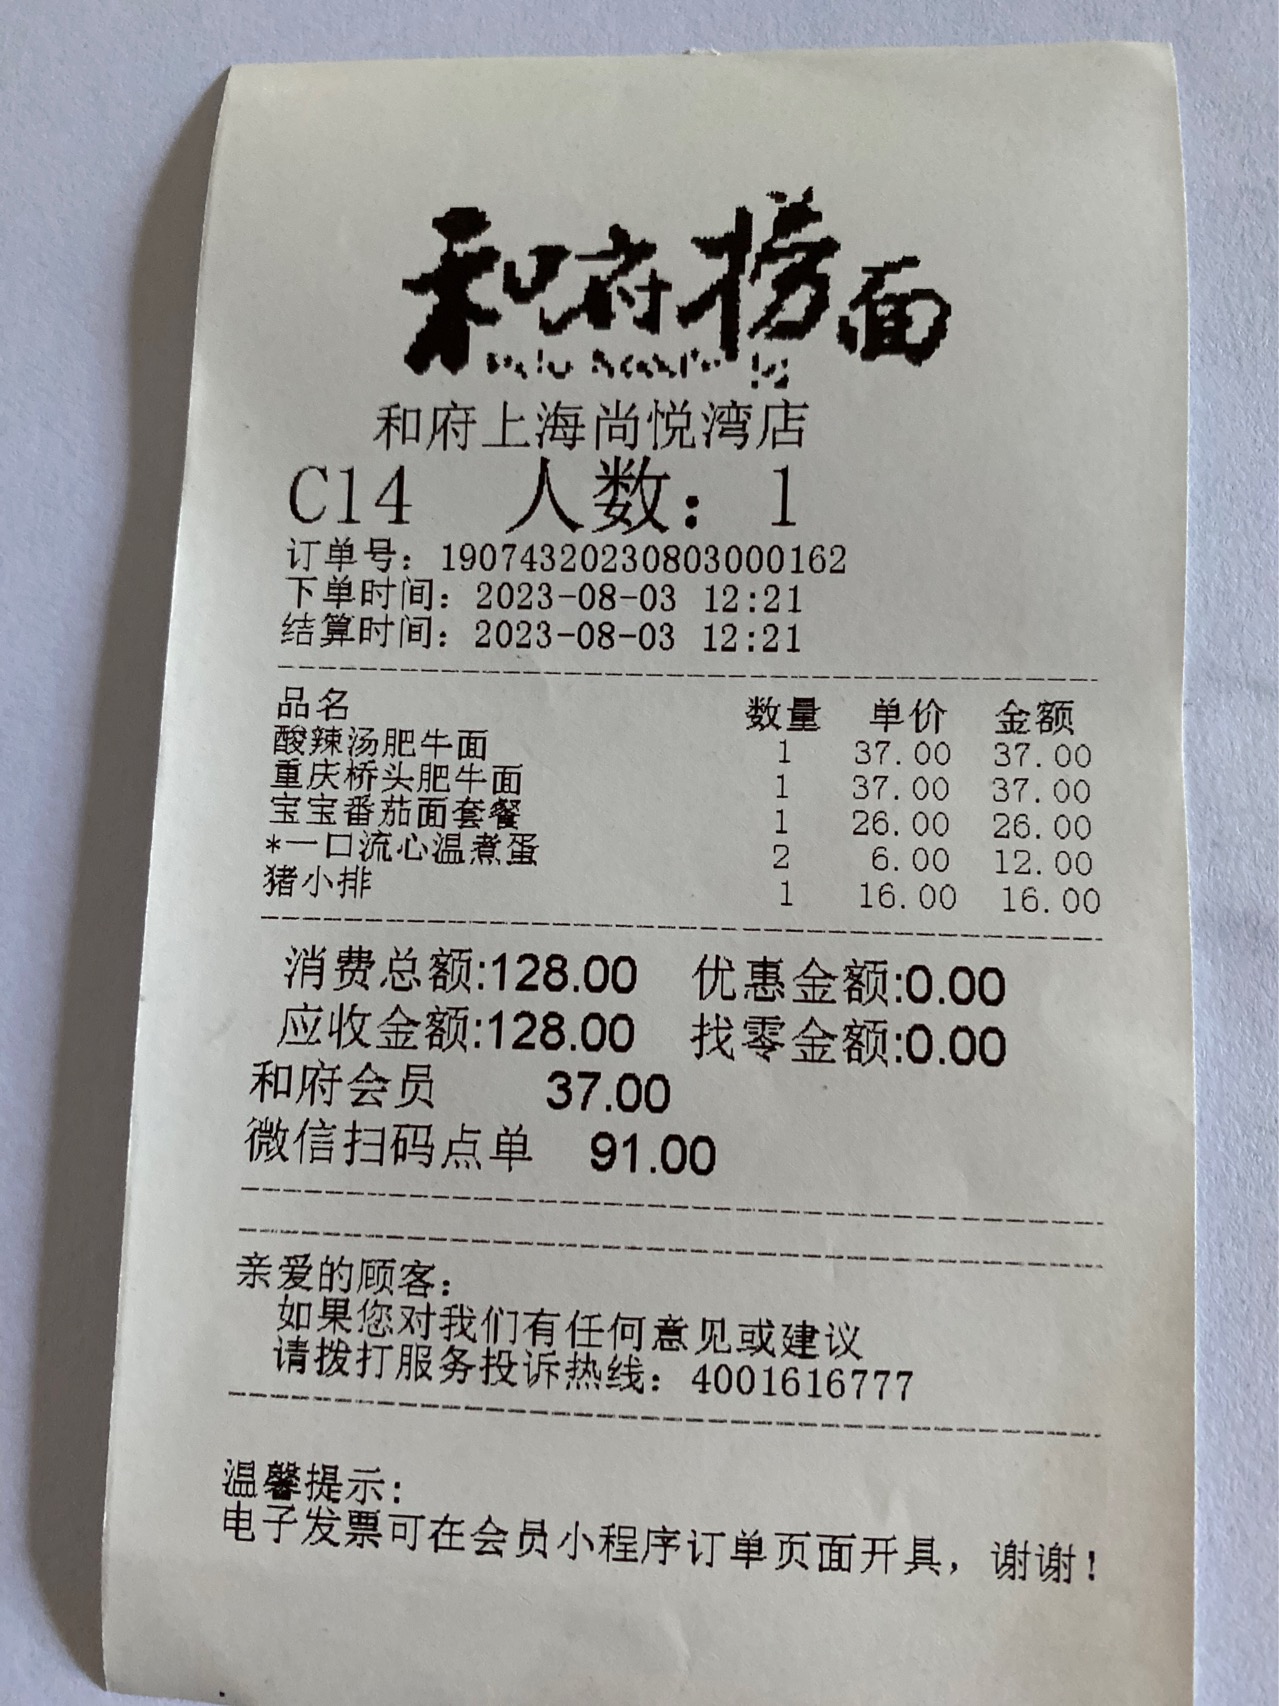 和府捞面
和府上海尚悦湾店
C14 人数：1
订单号：19074320230803000162
下单时间：2023-08-03 12:21
结算时间：2023-08-03 12:21
品名 数量 单价 金额
酸辣汤肥牛面 1 37.00 37.00
重庆桥头肥牛面 1 37.00 37.00
宝宝番茄面套餐 1 26.00 26.00
*一口流心温煮蛋 2 6.00 12.00
猪小排 1 16.00 16.00
消费总额:128.00 优惠金额:0.00
应收金额:128.00 找零金额:0.00
和府会员 37.00
微信扫码点单 91.00
亲爱的顾客：
如果您对我们有任何意见或建议
请拨打服务投诉热线：4001616777
温馨提示：
电子发票可在会员小程序订单页面开具，谢谢！